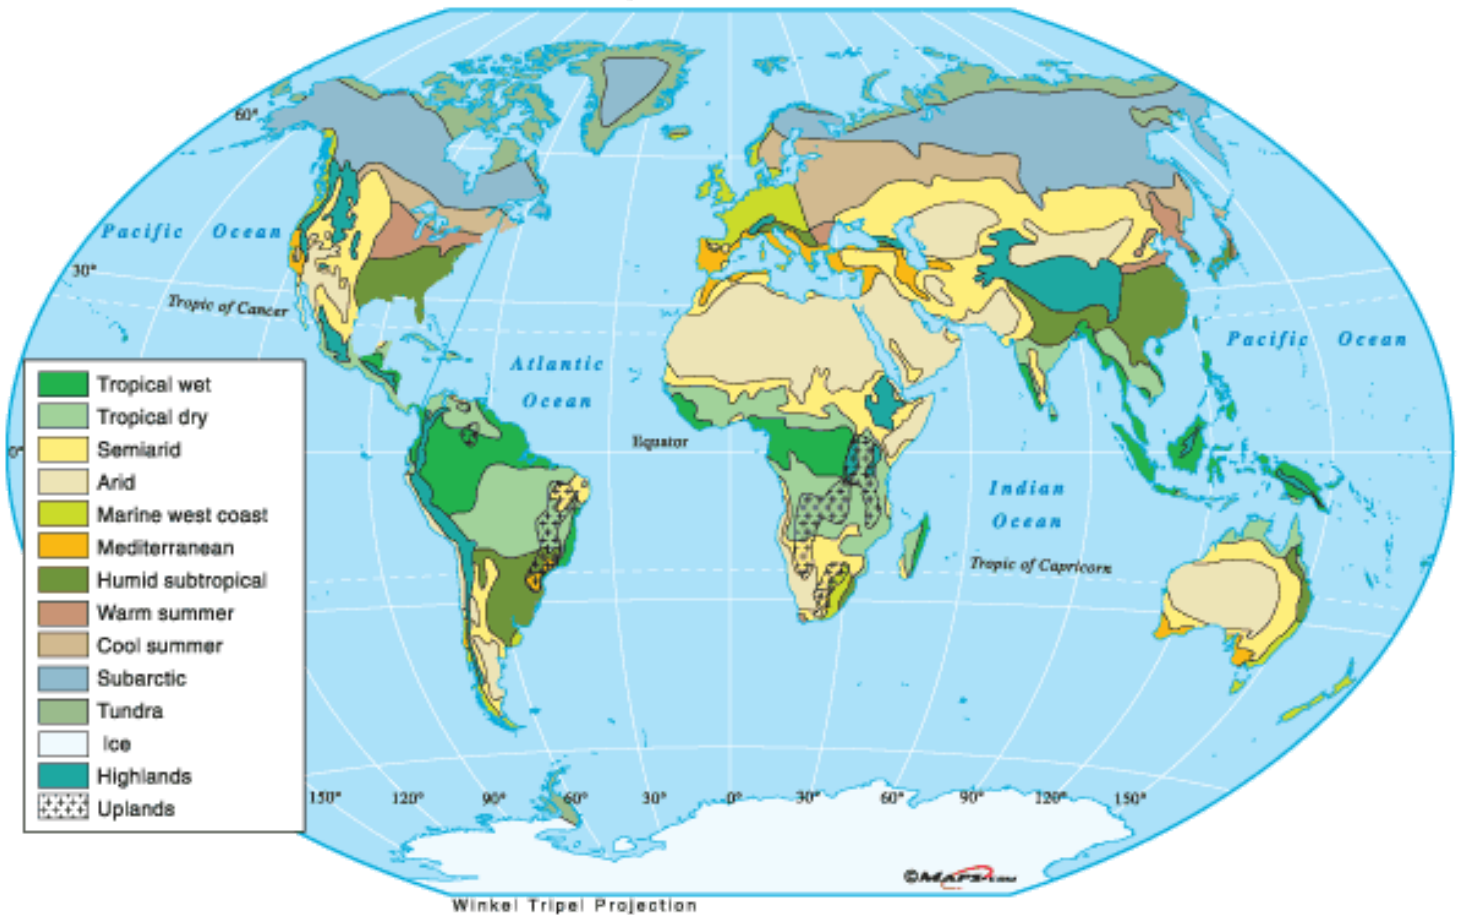 60°
Pacific Ocean
30°
Tropic of Cancer
Atlantic
Ocean
Pacific Ocean
0°
Equator
Indian
Ocean
Tropic of Capricorn
Tropical wet
Tropical dry
Semiarid
Arid
Marine west coast
Mediterranean
Humid subtropical
Warm summer
Cool summer
Subarctic
Tundra
Ice
Highlands
Uplands
150° 120° 90° 60° 30° 0° 30° 60° 90° 120° 150°
©MAPS.com
Winkel Tripel Projection